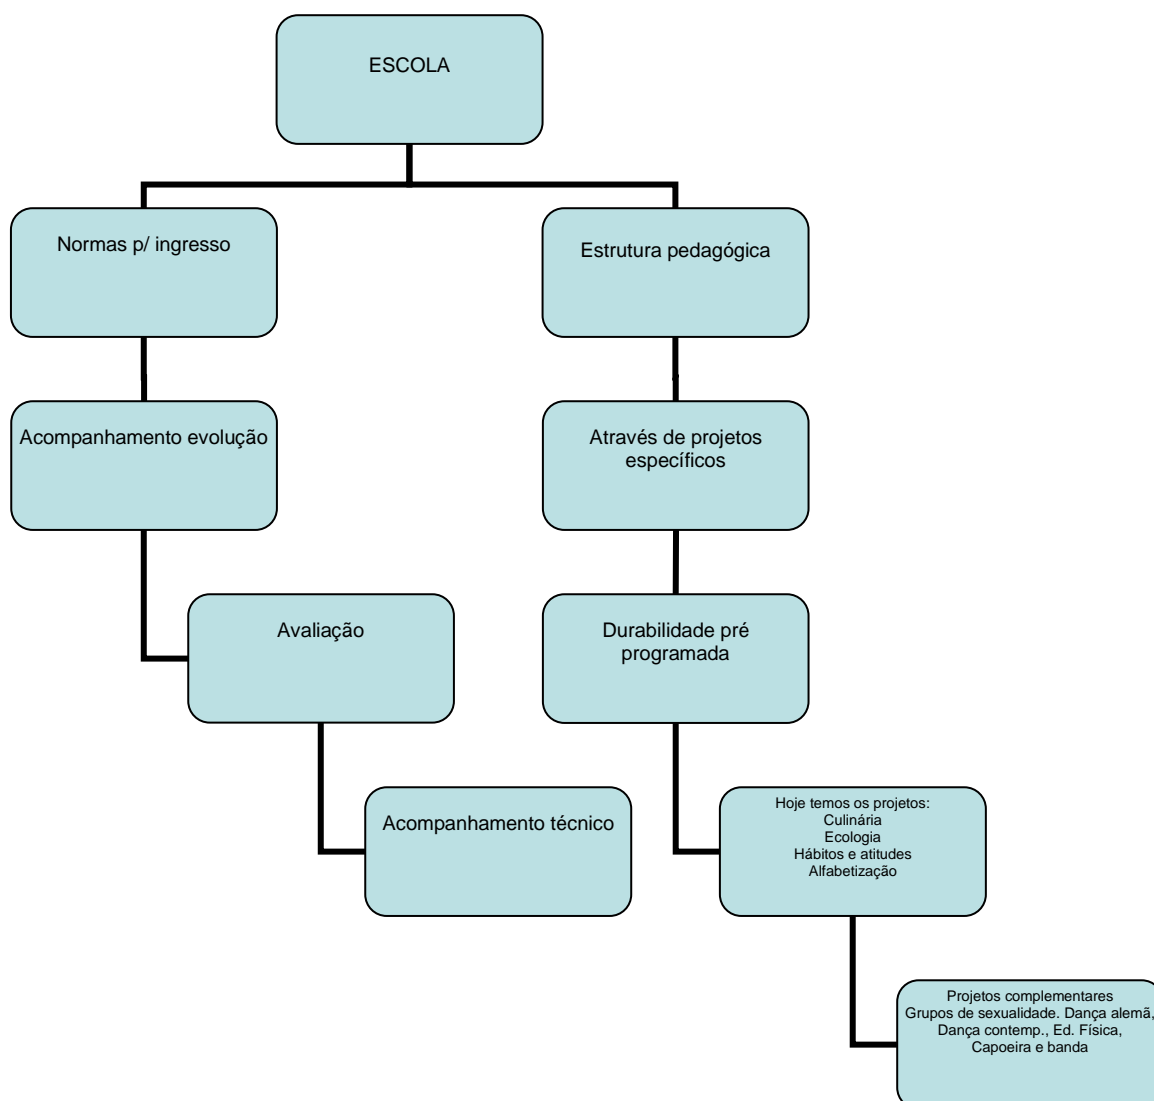 ESCOLA
Normas p/ ingresso
Estrutura pedagógica
Acompanhamento evolução
Através de projetos
específicos
Avaliação
Durabilidade pré
programada
Acompanhamento técnico
Hoje temos os projetos:
Culinária
Ecologia
Hábitos e atitudes
Alfabetização
Projetos complementares
Grupos de sexualidade. Dança alemã,
Dança contemp., Ed. Física,
Capoeira e banda